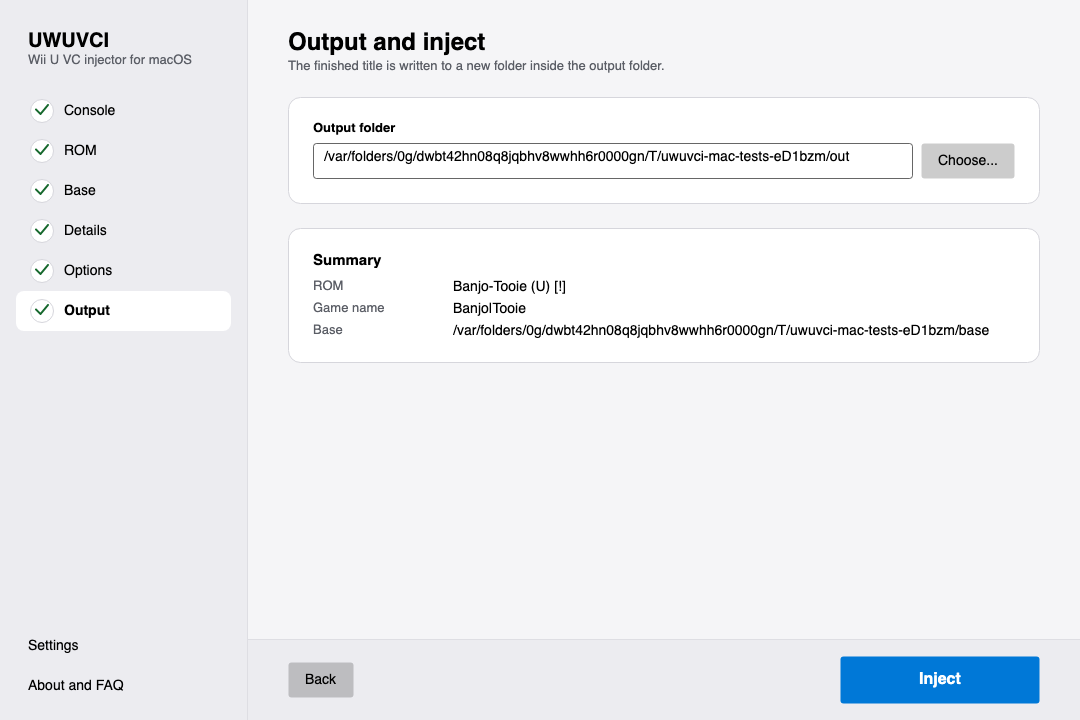 UWUVCI
Wii U VC injector for macOS
Console
ROM
Base
Details
Options
Output
Settings
About and FAQ
Output and inject
The finished title is written to a new folder inside the output folder.
Output folder
/var/folders/0g/dwbt42hn08q8jqbhv8wwhh6r0000gn/T/uwuvci-mac-tests-eD1bzm/out
Choose...
Summary
ROM
Banjo-Tooie (U) [!]
Game name
Banjo|Tooie
Base
/var/folders/0g/dwbt42hn08q8jqbhv8wwhh6r0000gn/T/uwuvci-mac-tests-eD1bzm/base
Back
Inject